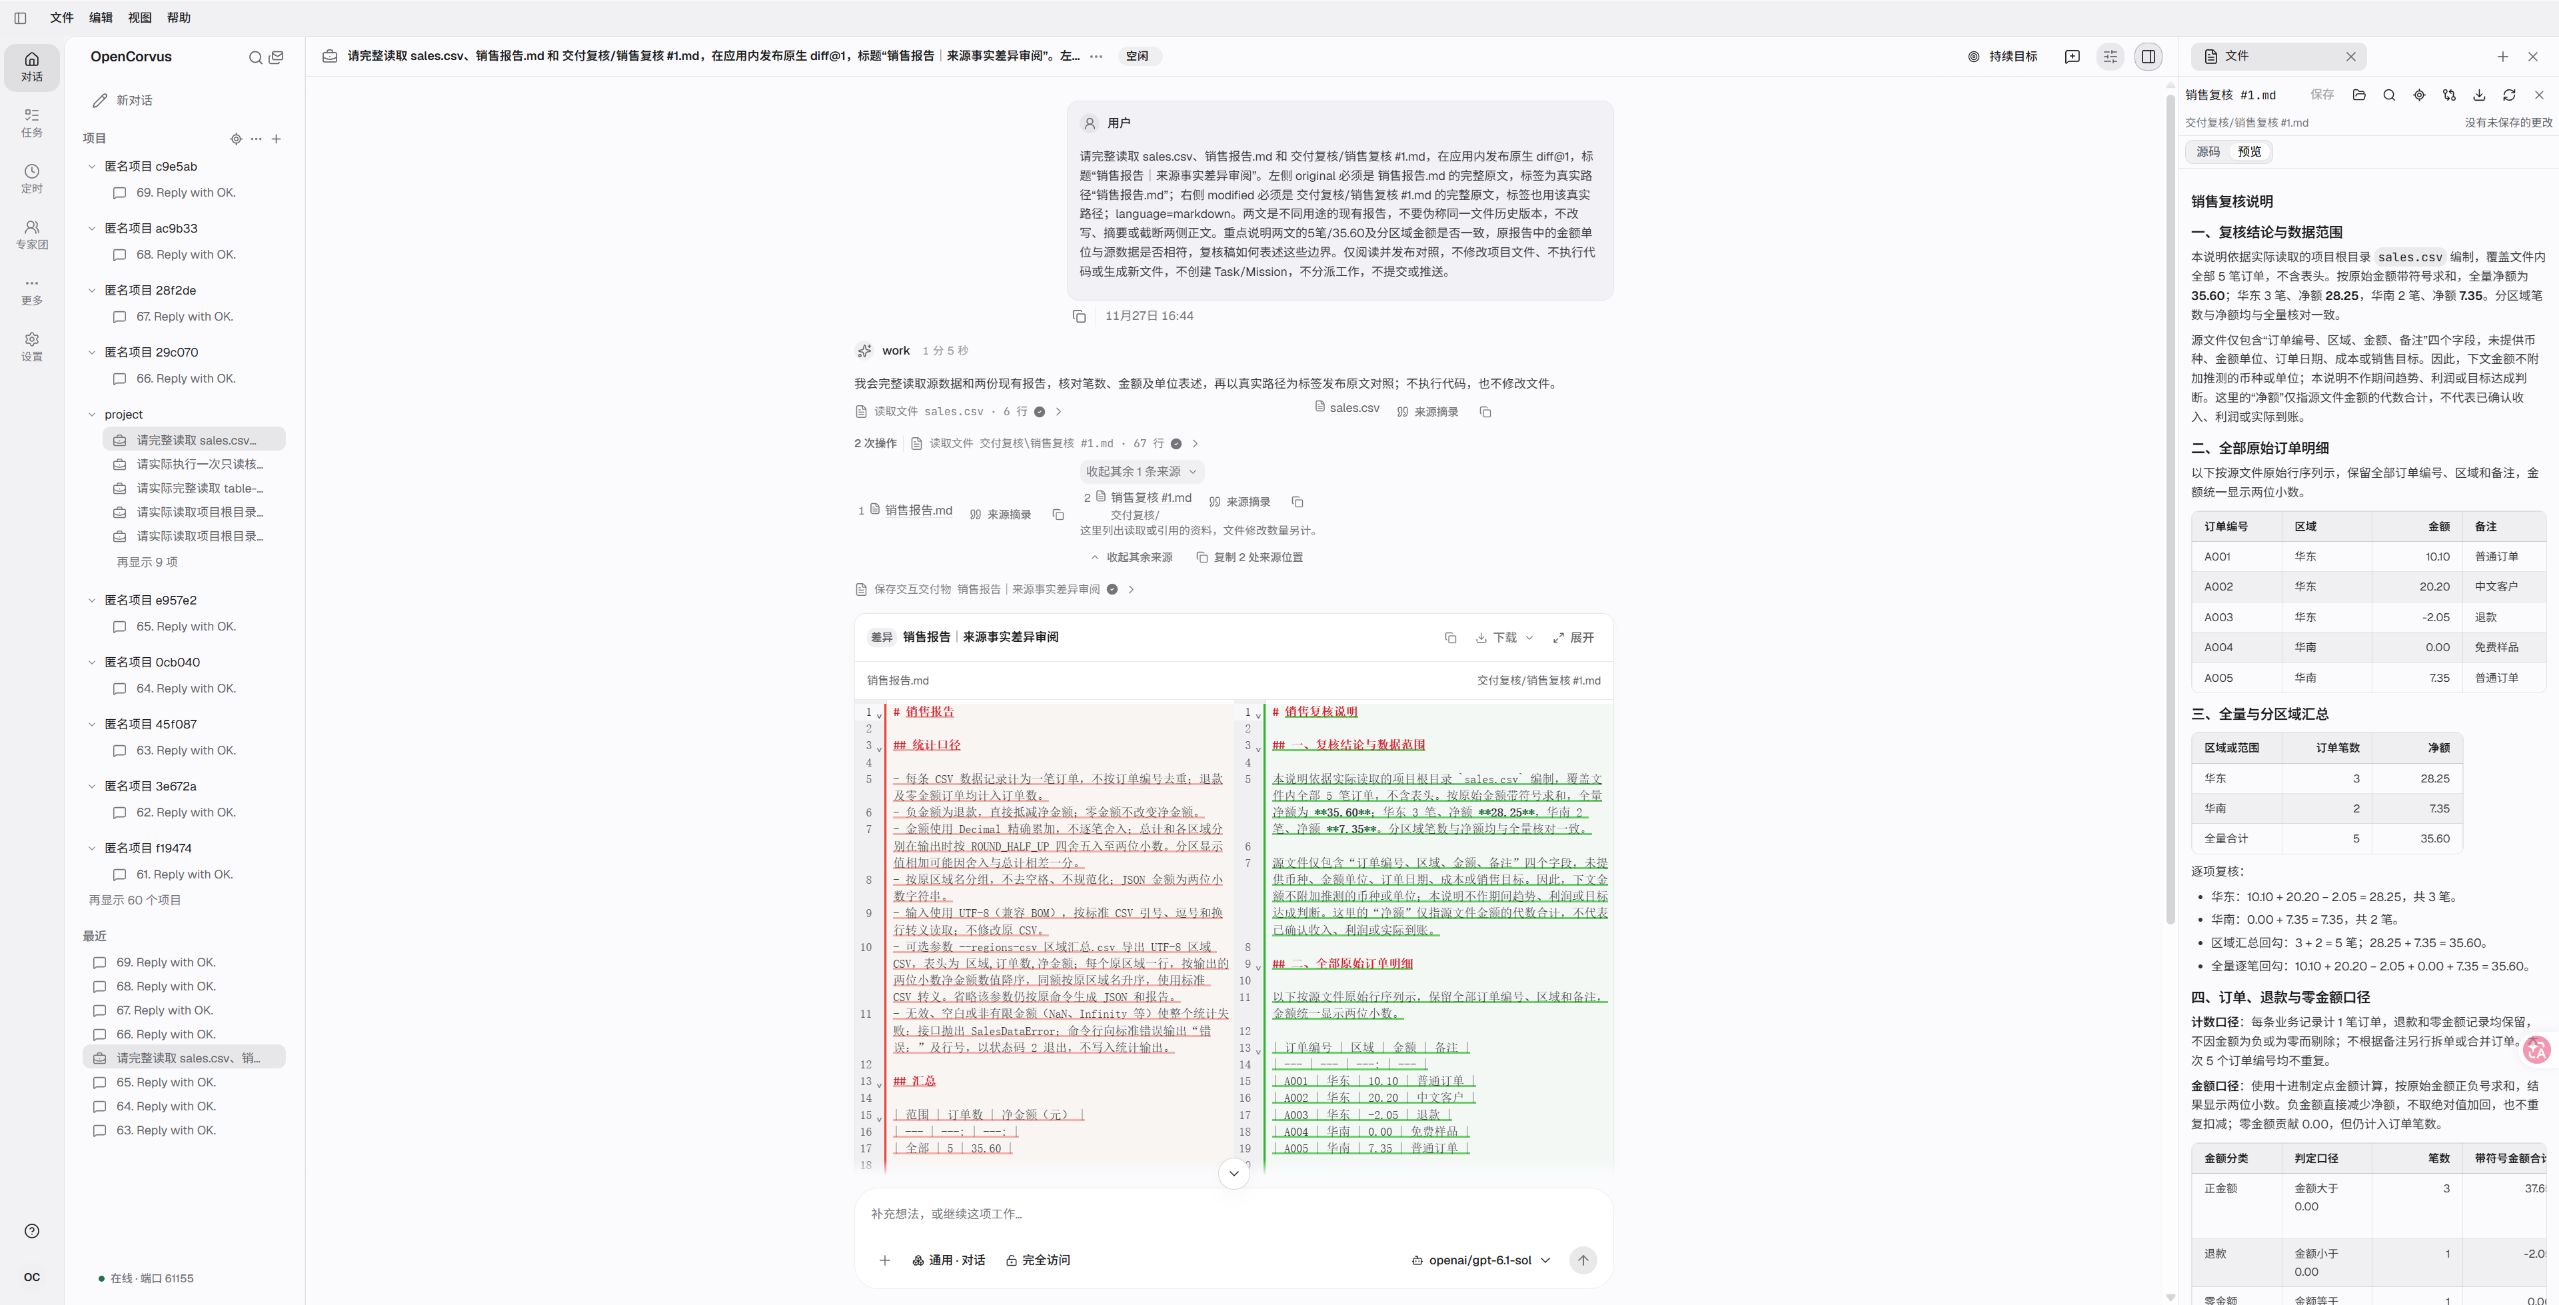 文件 编辑 视图 帮助
对话
任务
定时
专家团
更多
设置
OC
OpenCorvus
新对话
项目
匿名项目 c9e5ab
69. Reply with OK.
匿名项目 ac9b33
68. Reply with OK.
匿名项目 28f2de
67. Reply with OK.
匿名项目 29c070
66. Reply with OK.
project
请完整读取 sales.csv...
请实际执行一次只读核...
请实际完整读取 table-...
请实际读取项目根目录...
请实际读取项目根目录...
再显示 9 项
匿名项目 e957e2
65. Reply with OK.
匿名项目 0cb040
64. Reply with OK.
匿名项目 45f087
63. Reply with OK.
匿名项目 3e672a
62. Reply with OK.
匿名项目 f19474
61. Reply with OK.
再显示 60 个项目
最近
69. Reply with OK.
68. Reply with OK.
67. Reply with OK.
66. Reply with OK.
请完整读取 sales.csv、销...
65. Reply with OK.
64. Reply with OK.
63. Reply with OK.
在线 · 端口 61155
请完整读取 sales.csv、销售报告.md 和 交付复核/销售复核 #1.md，在应用内发布原生 diff@1，标题“销售报告｜来源事实差异审阅”。左... ··· 空闲
持续目标
用户
请完整读取 sales.csv、销售报告.md 和 交付复核/销售复核 #1.md，在应用内发布原生 diff@1，标
题“销售报告｜来源事实差异审阅”。左侧 original 必须是 销售报告.md 的完整原文，标签为真实路
径“销售报告.md”；右侧 modified 必须是 交付复核/销售复核 #1.md 的完整原文，标签也用该真实
路径；language=markdown。两文是不同用途的现有报告，不要伪称同一文件历史版本，不改
写、摘要或截断两侧正文。重点说明两文的5笔/35.60及分区域金额是否一致，原报告中的金额单
位与源数据是否相符，复核稿如何表述这些边界。仅阅读并发布对照，不修改项目文件、不执行代
码或生成新文件，不创建 Task/Mission，不分派工作，不提交或推送。
11月27日 16:44
work 1 分 5 秒
我会完整读取源数据和两份现有报告，核对笔数、金额及单位表述，再以真实路径为标签发布原文对照；不执行代码，也不修改文件。
读取文件 sales.csv · 6 行
sales.csv 来源摘录
2 次操作 读取文件 交付复核\销售复核 #1.md · 67 行
收起其余 1 条来源
1 销售报告.md 来源摘录
2 销售复核 #1.md 来源摘录
交付复核/
这里列出读取或引用的资料，文件修改数量另计。
收起其余来源 复制 2 处来源位置
保存交互交付物 销售报告｜来源事实差异审阅
差异 销售报告｜来源事实差异审阅 下载 展开
销售报告.md 交付复核/销售复核 #1.md
1 # 销售报告
2
3 ## 统计口径
4
5 - 每条 CSV 数据记录计为一笔订单，不按订单编号去重；退款
及零金额订单均计入订单数。
6 - 负金额为退款，直接抵减净金额；零金额不改变净金额。
7 - 金额使用 Decimal 精确累加，不逐笔舍入；总计和各区域分
别在输出时按 ROUND_HALF_UP 四舍五入至两位小数。分区显示
值相加可能因舍入与总计相差一分。
8 - 按原区域名分组，不去空格、不规范化；JSON 金额为两位小
数字符串。
9 - 输入使用 UTF-8（兼容 BOM），按标准 CSV 引号、逗号和换
行转义读取；不修改原 CSV。
10 - 可选参数 --regions-csv 区域汇总.csv 导出 UTF-8 区域
CSV，表头为 区域,订单数,净金额；每个原区域一行，按输出的
两位小数净金额数值降序，同额按原区域名升序，使用标准
CSV 转义。省略该参数仍按原命令生成 JSON 和报告。
11 - 无效、空白或非有限金额（NaN、Infinity 等）使整个统计失
败；接口抛出 SalesDataError；命令行向标准错误输出“错
误：”及行号，以状态码 2 退出，不写入统计输出。
12
13 ## 汇总
14
15 | 范围 | 订单数 | 净金额（元） |
16 | --- | ---: | ---: |
17 | 全部 | 5 | 35.60 |
18
1 # 销售复核说明
2
3 ## 一、复核结论与数据范围
4
5 本说明依据实际读取的项目根目录 `sales.csv` 编制，覆盖文
件内全部 5 笔订单，不含表头。按原始金额带符号求和，全量
净额为 **35.60**；华东 3 笔、净额 **28.25**，华南 2
笔、净额 **7.35**。分区域笔数与净额均与全量核对一致。
6
7 源文件仅包含“订单编号、区域、金额、备注”四个字段，未提
供币种、金额单位、订单日期、成本或销售目标。因此，下文金
额不附加推测的币种或单位；本说明不作期间趋势、利润或目标
达成判断。这里的“净额”仅指源文件金额的代数合计，不代表
已确认收入、利润或实际到账。
8
9 ## 二、全部原始订单明细
10
11 以下按源文件原始行序列示，保留全部订单编号、区域和备注，
金额统一显示两位小数。
12
13 | 订单编号 | 区域 | 金额 | 备注 |
14 | --- | --- | ---: | --- |
15 | A001 | 华东 | 10.10 | 普通订单 |
16 | A002 | 华东 | 20.20 | 中文客户 |
17 | A003 | 华东 | -2.05 | 退款 |
18 | A004 | 华南 | 0.00 | 免费样品 |
19 | A005 | 华南 | 7.35 | 普通订单 |
补充想法，或继续这项工作...
通用 · 对话 完全访问 openai/gpt-6.1-sol
文件
销售复核 #1.md 保存
交付复核/销售复核 #1.md 没有未保存的更改
源码 预览
销售复核说明
一、复核结论与数据范围
本说明依据实际读取的项目根目录 sales.csv 编制，覆盖文件内
全部 5 笔订单，不含表头。按原始金额带符号求和，全量净额为
35.60；华东 3 笔、净额 28.25，华南 2 笔、净额 7.35。分区域笔
数与净额均与全量核对一致。
源文件仅包含“订单编号、区域、金额、备注”四个字段，未提供币
种、金额单位、订单日期、成本或销售目标。因此，下文金额不附
加推测的币种或单位；本说明不作期间趋势、利润或目标达成判
断。这里的“净额”仅指源文件金额的代数合计，不代表已确认收
入、利润或实际到账。
二、全部原始订单明细
以下按源文件原始行序列示，保留全部订单编号、区域和备注，金
额统一显示两位小数。
订单编号 区域 金额 备注
A001 华东 10.10 普通订单
A002 华东 20.20 中文客户
A003 华东 -2.05 退款
A004 华南 0.00 免费样品
A005 华南 7.35 普通订单
三、全量与分区域汇总
区域或范围 订单笔数 净额
华东 3 28.25
华南 2 7.35
全量合计 5 35.60
逐项复核：
• 华东：10.10 + 20.20 − 2.05 = 28.25，共 3 笔。
• 华南：0.00 + 7.35 = 7.35，共 2 笔。
• 区域汇总回勾：3 + 2 = 5 笔；28.25 + 7.35 = 35.60。
• 全量逐笔回勾：10.10 + 20.20 − 2.05 + 0.00 + 7.35 = 35.60。
四、订单、退款与零金额口径
计数口径：每条业务记录计 1 笔订单，退款和零金额记录均保留，
不因金额为负或为零而剔除；不根据备注另行拆单或合并订单。
次 5 个订单编号均不重复。
金额口径：使用十进制定点金额计算，按原始金额正负号求和，结
果显示两位小数。负金额直接减少净额，不取绝对值加回，也不重
复扣减；零金额贡献 0.00，但仍计入订单笔数。
金额分类 判定口径 笔数 带符号金额合计
正金额 金额大于 3 37.6
0.00
退款 金额小于 1 -2.0
0.00
零金额 金额等于 1 0.0